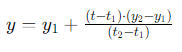 y = y₁ + (t−t₁)·(y₂−y₁) / (t₂−t₁)